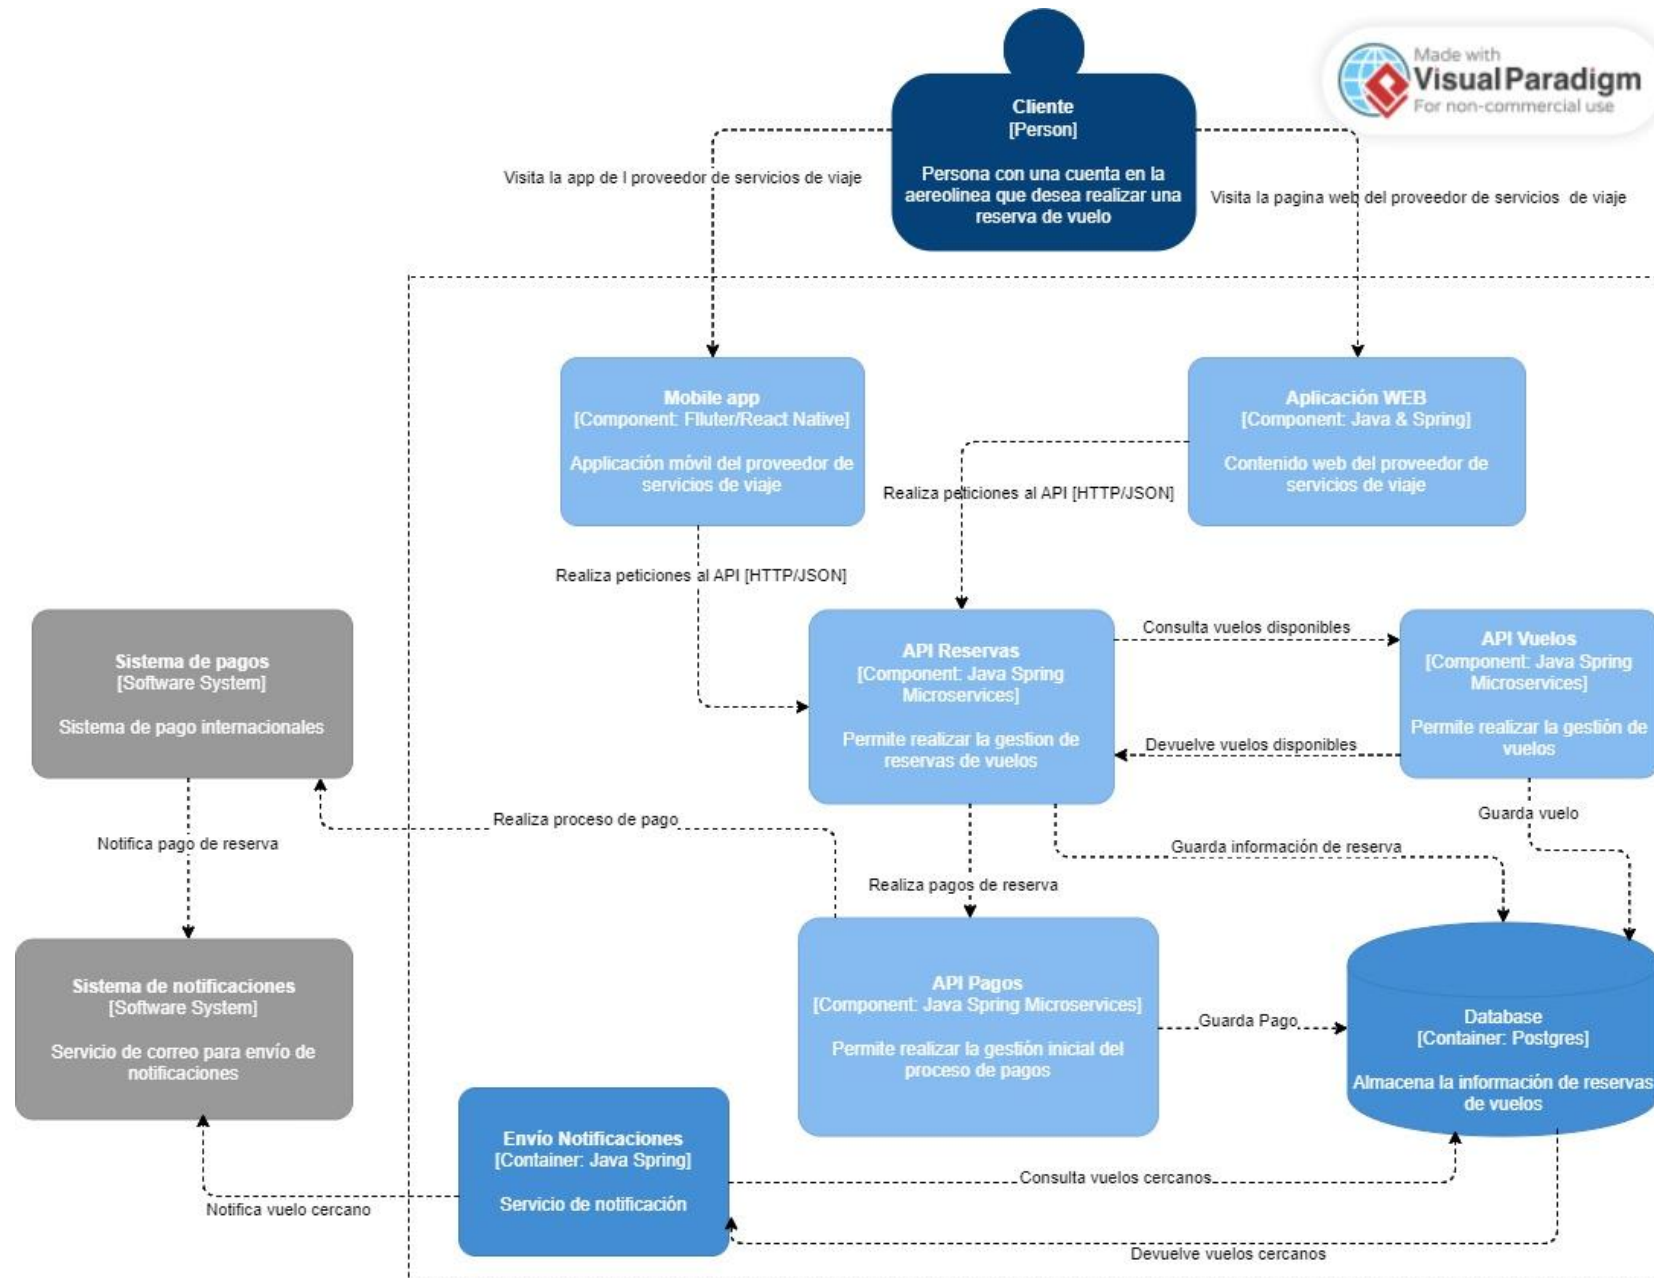 Made with
Visual Paradigm
For non-commercial use
Cliente
[Person]
Persona con una cuenta en la
aereolinea que desea realizar una
reserva de vuelo
Visita la app de l proveedor de servicios de viaje
Visita la pagina web del proveedor de servicios de viaje
Mobile app
[Component: Flluter/React Native]
Applicación móvil del proveedor de
servicios de viaje
Aplicación WEB
[Component: Java & Spring]
Contenido web del proveedor de
servicios de viaje
Realiza peticiones al API [HTTP/JSON]
Realiza peticiones al API [HTTP/JSON]
Sistema de pagos
[Software System]
Sistema de pago internacionales
API Reservas
[Component: Java Spring
Microservices]
Permite realizar la gestion de
reservas de vuelos
Consulta vuelos disponibles
Devuelve vuelos disponibles
API Vuelos
[Component: Java Spring
Microservices]
Permite realizar la gestión de
vuelos
Guarda vuelo
Realiza proceso de pago
Notifica pago de reserva
Guarda información de reserva
Realiza pagos de reserva
Sistema de notificaciones
[Software System]
Servicio de correo para envío de
notificaciones
API Pagos
[Component: Java Spring Microservices]
Permite realizar la gestión inicial del
proceso de pagos
Guarda Pago
Database
[Container: Postgres]
Almacena la información de reservas
de vuelos
Envío Notificaciones
[Container: Java Spring]
Servicio de notificación
Consulta vuelos cercanos
Notifica vuelo cercano
Devuelve vuelos cercanos